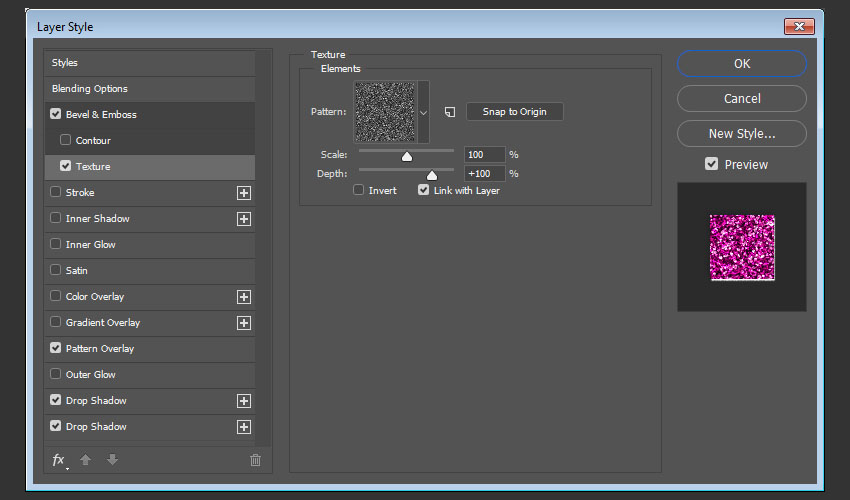 Layer Style
Styles
Blending Options
Bevel & Emboss
Contour
Texture
Stroke
Inner Shadow
Inner Glow
Satin
Color Overlay
Gradient Overlay
Pattern Overlay
Outer Glow
Drop Shadow
Drop Shadow
fx
Texture
Elements
Pattern:
Snap to Origin
Scale: 100 %
Depth: +100 %
Invert Link with Layer
OK
Cancel
New Style...
Preview